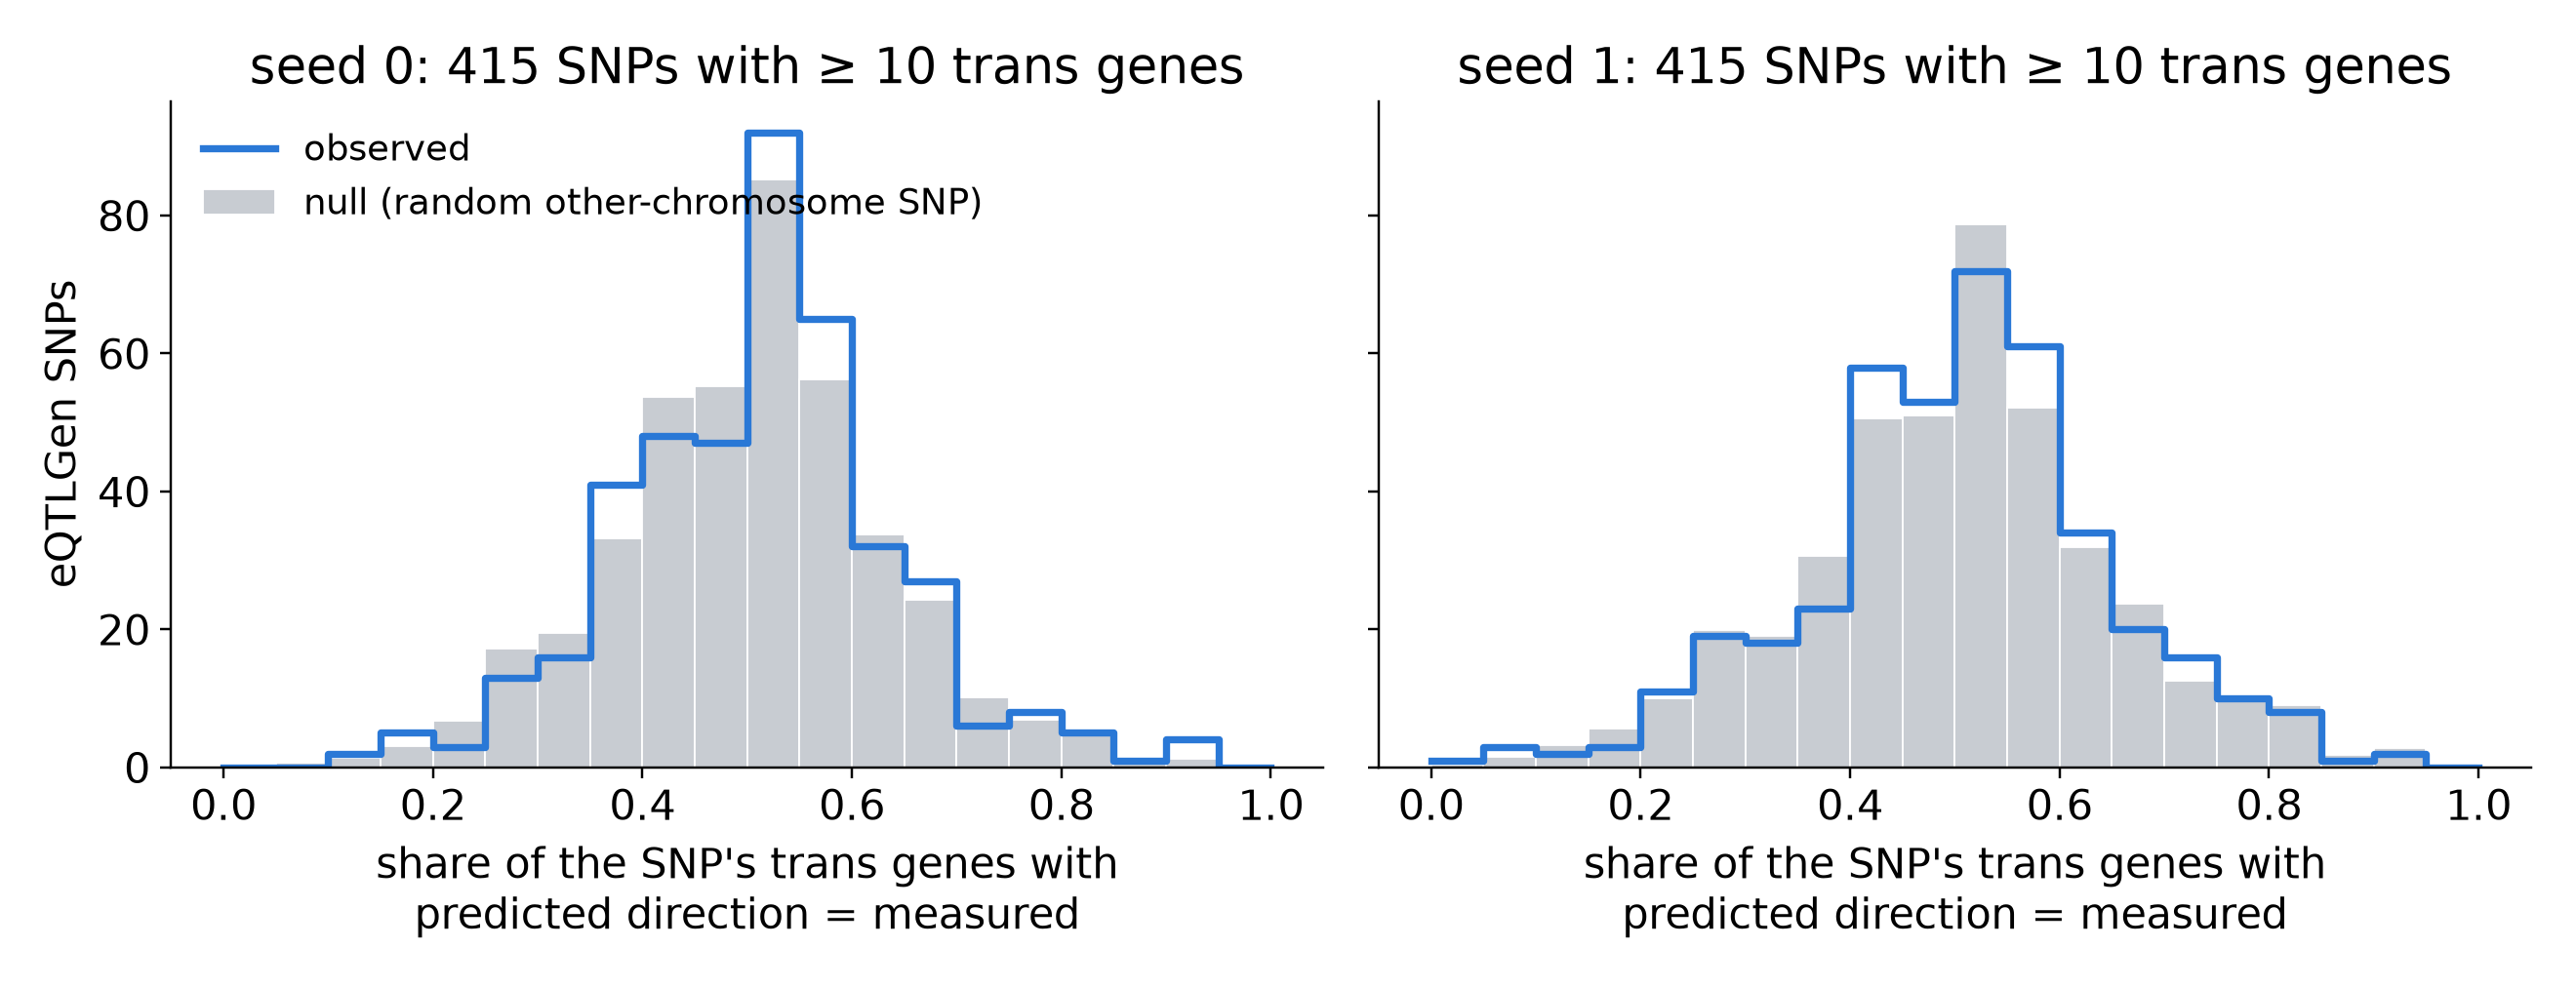 seed 0: 415 SNPs with ≥ 10 trans genes
observed
null (random other-chromosome SNP)
eQTLGen SNPs
80
60
40
20
0
0.0 0.2 0.4 0.6 0.8 1.0
share of the SNP's trans genes with
predicted direction = measured
seed 1: 415 SNPs with ≥ 10 trans genes
0.0 0.2 0.4 0.6 0.8 1.0
share of the SNP's trans genes with
predicted direction = measured